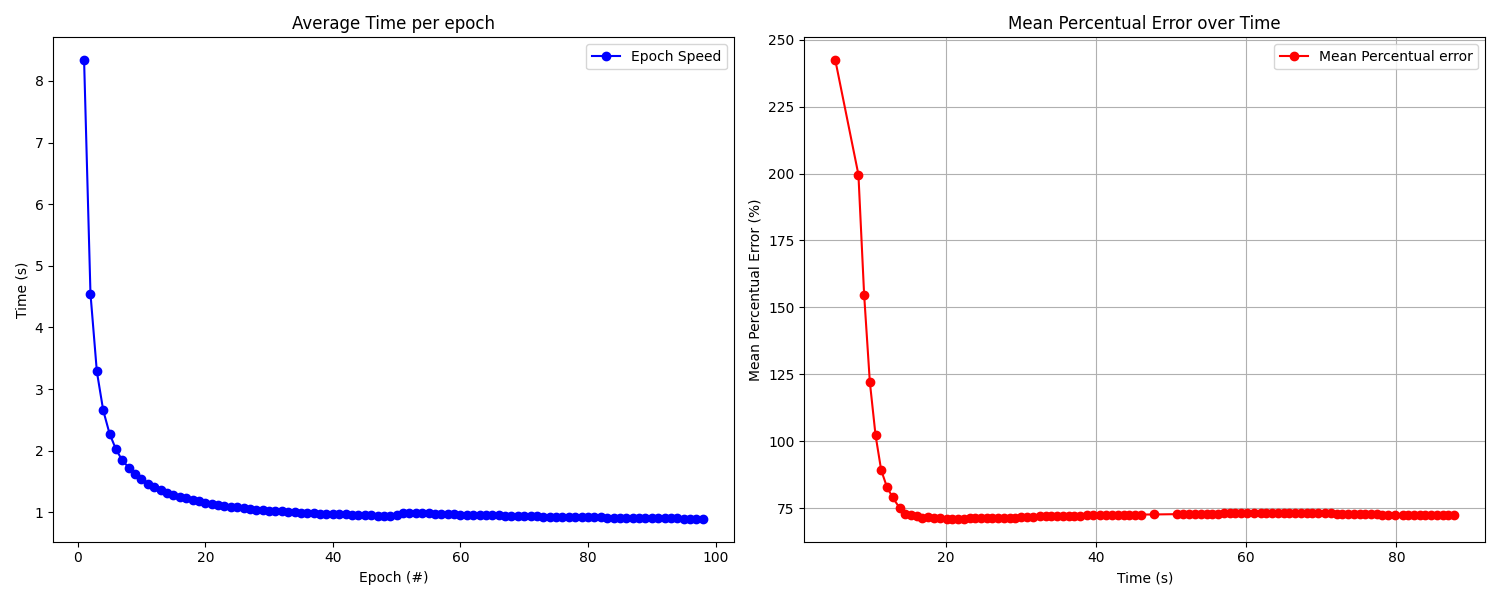 Average Time per epoch
Epoch Speed
8
7
6
5
4
3
2
1
Time (s)
0 20 40 60 80 100
Epoch (#)
Mean Percentual Error over Time
Mean Percentual error
250
225
200
175
150
125
100
75
Mean Percentual Error (%)
20 40 60 80
Time (s)